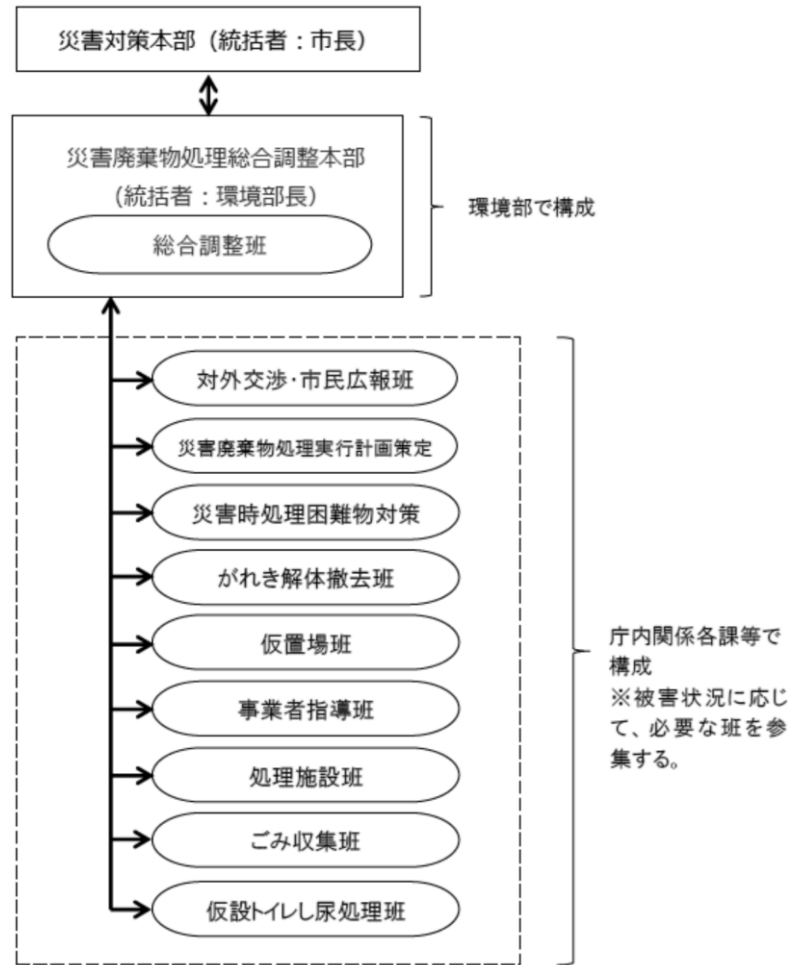 災害対策本部（統括者：市長）
災害廃棄物処理総合調整本部
（統括者：環境部長）
総合調整班
環境部で構成
対外交渉・市民広報班
災害廃棄物処理実行計画策定
災害時処理困難物対策
がれき解体撤去班
仮置場班
事業者指導班
処理施設班
ごみ収集班
仮設トイレし尿処理班
庁内関係各課等で
構成
※被害状況に応じ
て、必要な班を参
集する。